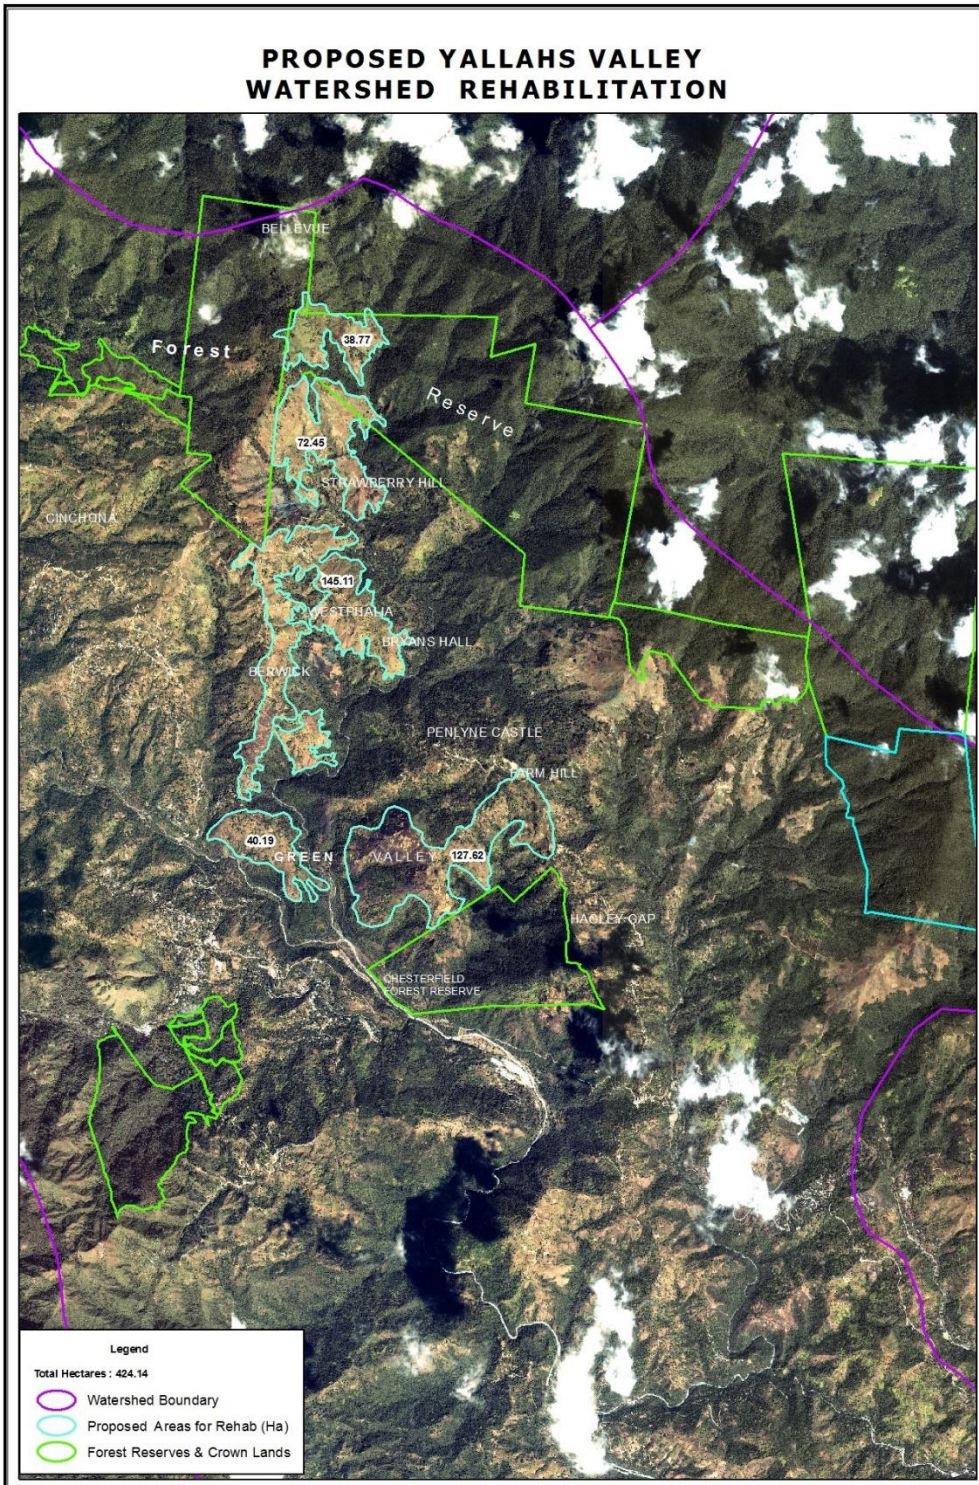 PROPOSED YALLAHS VALLEY
WATERSHED REHABILITATION
BELLEVUE
38.77
Forest
Reserve
72.45
STRAWBERRY HILL
CINCHONA
145.11
WESTPHALIA
BRYANS HALL
BERWICK
PENLYNE CASTLE
FARM HILL
40.19
GREEN VALLEY
127.62
HAGLEY GAP
CHESTERFIELD
FOREST RESERVE
Legend
Total Hectares : 424.14
Watershed Boundary
Proposed Areas for Rehab (Ha)
Forest Reserves & Crown Lands